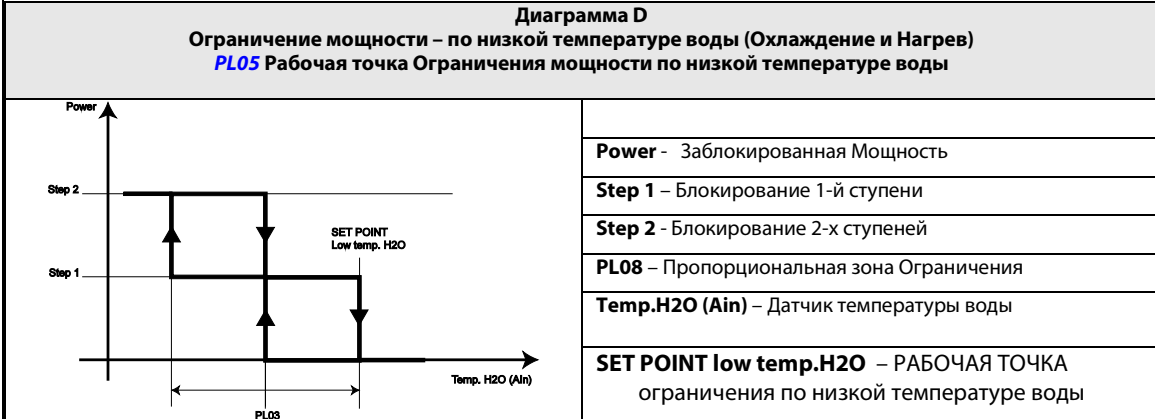 Диаграмма D
Ограничение мощности – по низкой температуре воды (Охлаждение и Нагрев)
PL05 Рабочая точка Ограничения мощности по низкой температуре воды
Power
Step 2
SET POINT
Low temp. H2O
Step 1
Temp. H2O (Ain)
PL03
Power - Заблокированная Мощность
Step 1 – Блокирование 1-й ступени
Step 2 - Блокирование 2-х ступеней
PL08 – Пропорциональная зона Ограничения
Temp.H2O (Ain) – Датчик температуры воды
SET POINT low temp.H2O – РАБОЧАЯ ТОЧКА
ограничения по низкой температуре воды